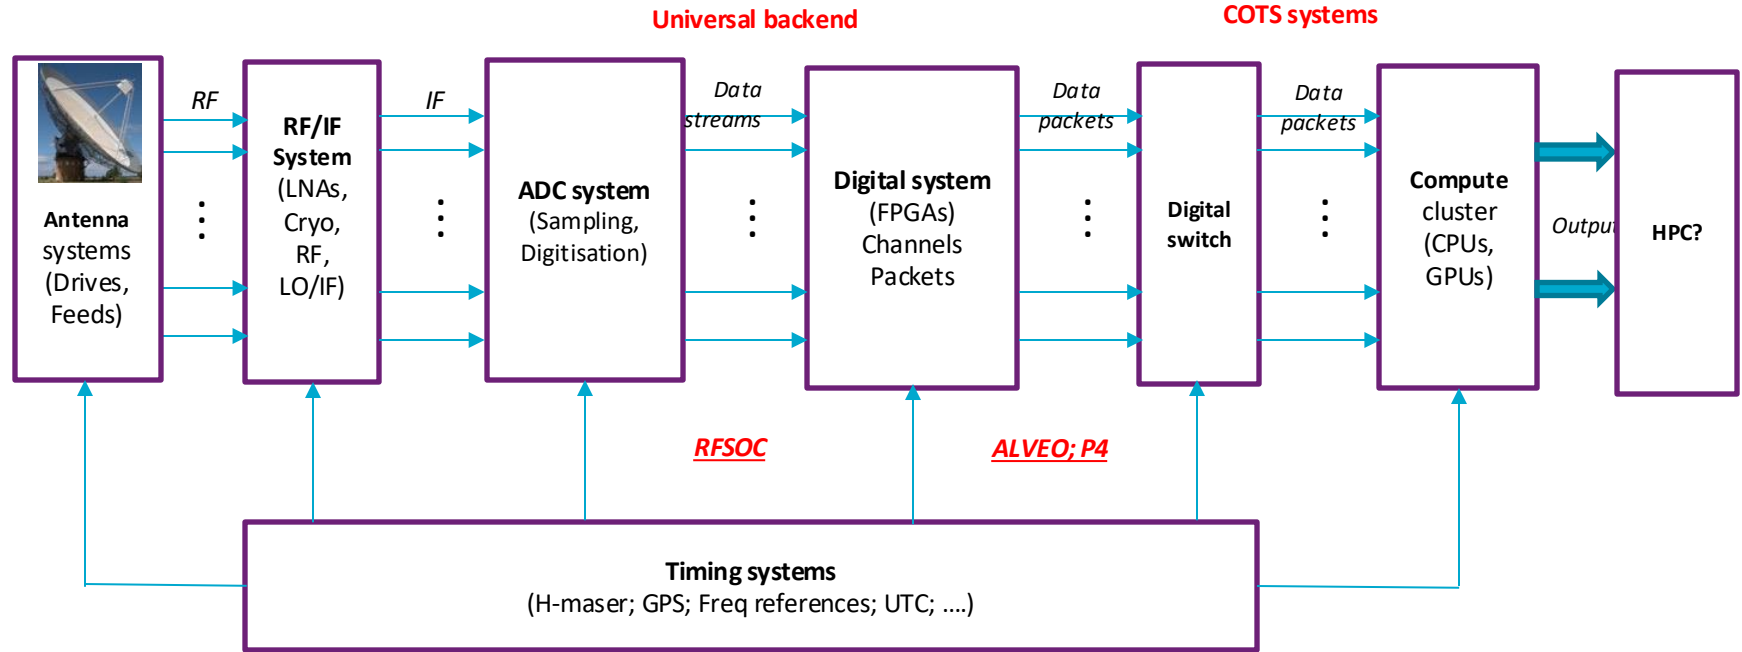 Universal backend
COTS systems
Antenna
systems
(Drives,
Feeds)
RF
RF/IF
System
(LNAs,
Cryo,
RF,
LO/IF)
IF
ADC system
(Sampling,
Digitisation)
Data
streams
Digital system
(FPGAs)
Channels
Packets
Data
packets
Digital
switch
Data
packets
Compute
cluster
(CPUs,
GPUs)
Output
HPC?
RFSOC
ALVEO; P4
Timing systems
(H-maser; GPS; Freq references; UTC; ....)